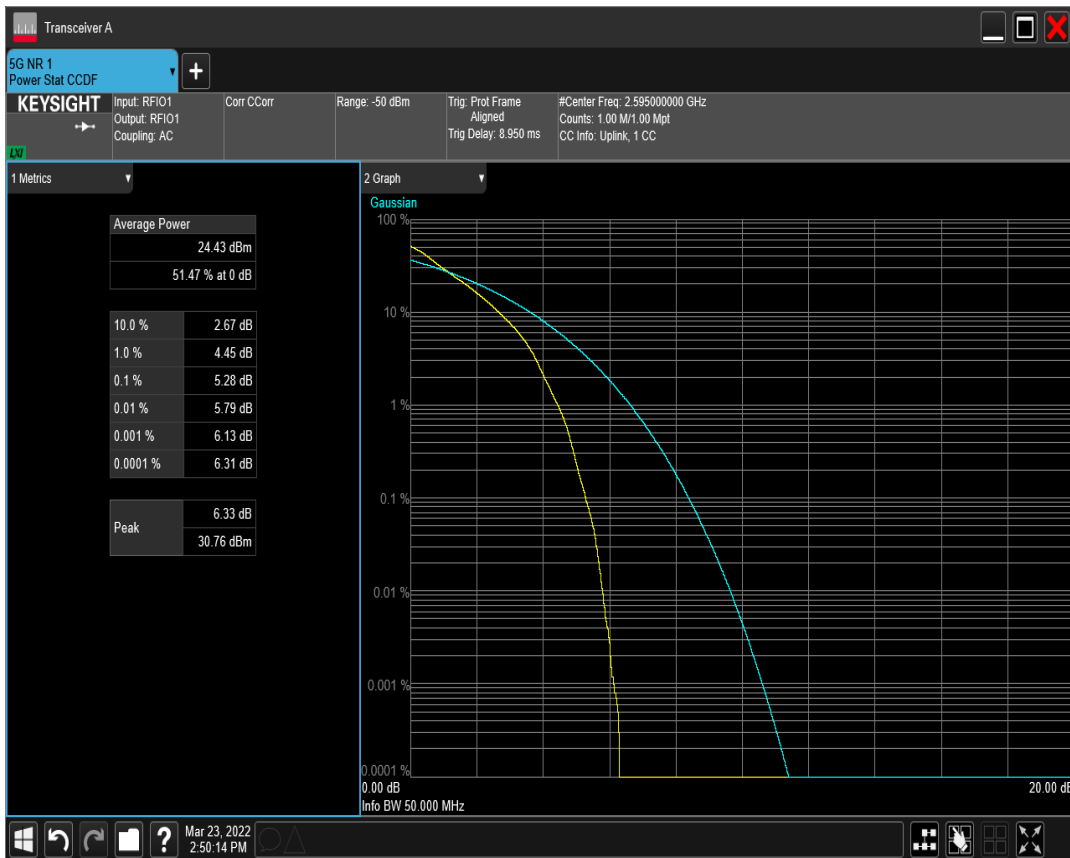 Transceiver A
5G NR 1
Power Stat CCDF
+
KEYSIGHT
LXI
Input: RFIO1
Output: RFIO1
Coupling: AC
Corr CCorr
Range: -50 dBm
Trig: Prot Frame
Aligned
Trig Delay: 8.950 ms
#Center Freq: 2.595000000 GHz
Counts: 1.00 M/1.00 Mpt
CC Info: Uplink, 1 CC
1 Metrics
Average Power
24.43 dBm
51.47 % at 0 dB
10.0 % 2.67 dB
1.0 % 4.45 dB
0.1 % 5.28 dB
0.01 % 5.79 dB
0.001 % 6.13 dB
0.0001 % 6.31 dB
Peak 6.33 dB
30.76 dBm
2 Graph
Gaussian
100 %
10 %
1 %
0.1 %
0.01 %
0.001 %
0.0001 %
0.00 dB 20.00 dB
Info BW 50.000 MHz
?
Mar 23, 2022
2:50:14 PM